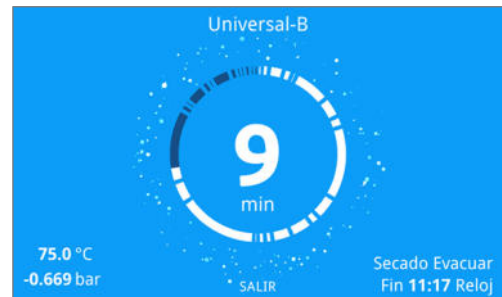 Universal-B
9
min
75.0 °C
-0.669 bar
SALIR
Secado Evacuar
Fin 11:17 Reloj